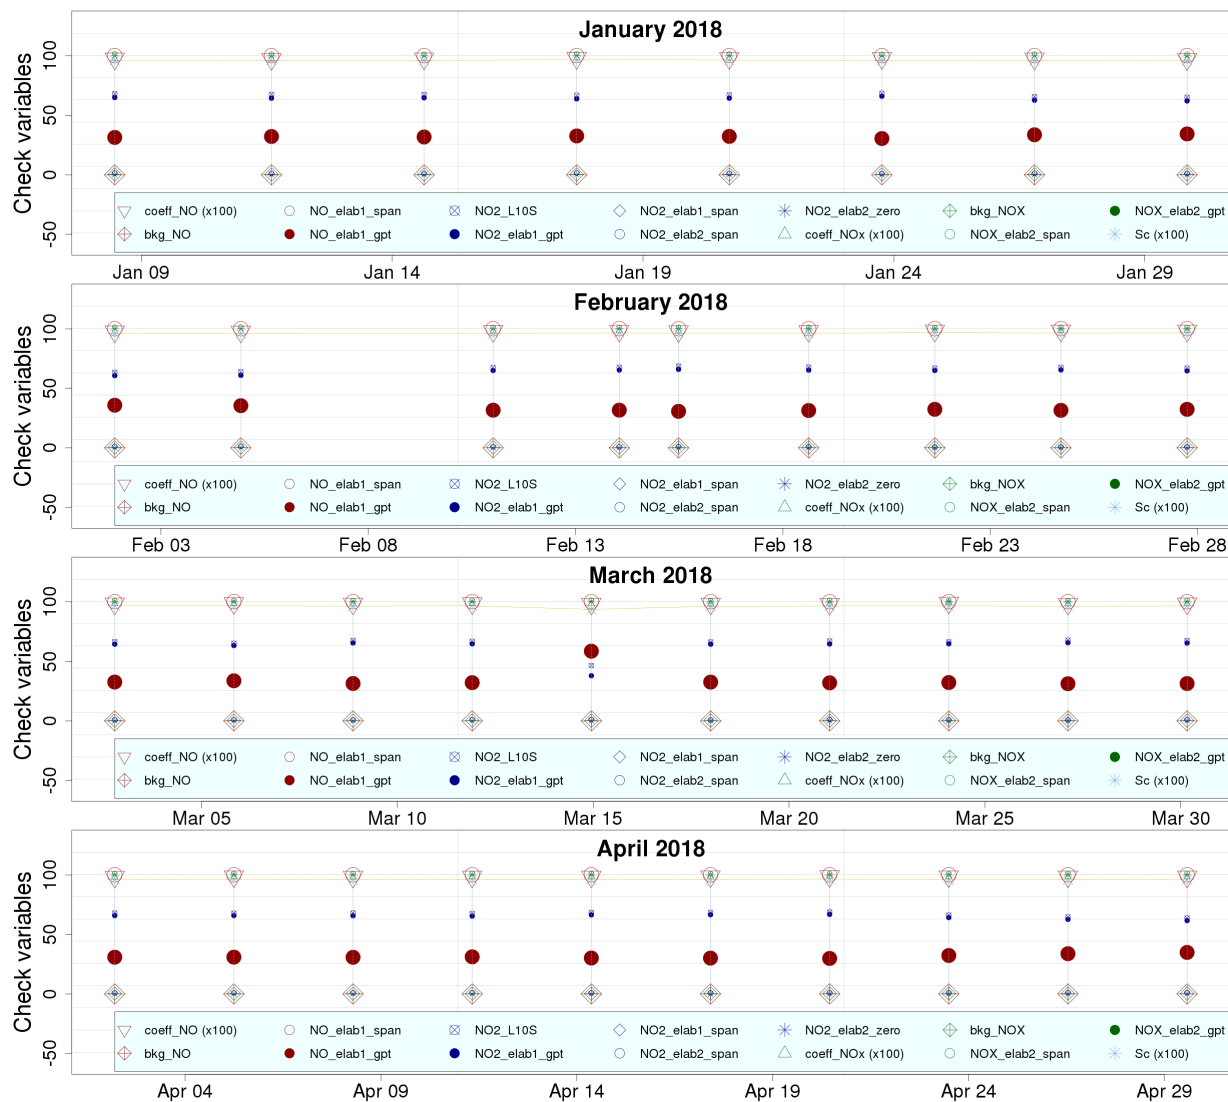 January 2018
Check variables
100
50
0
-50
coeff_NO (x100) NO_elab1_span NO2_L10S NO2_elab1_span NO2_elab2_zero bkg_NOX NOX_elab2_gpt
bkg_NO NO_elab1_gpt NO2_elab1_gpt NO2_elab2_span coeff_NOx (x100) NOX_elab2_span Sc (x100)
Jan 09 Jan 14 Jan 19 Jan 24 Jan 29
February 2018
Check variables
100
50
0
-50
coeff_NO (x100) NO_elab1_span NO2_L10S NO2_elab1_span NO2_elab2_zero bkg_NOX NOX_elab2_gpt
bkg_NO NO_elab1_gpt NO2_elab1_gpt NO2_elab2_span coeff_NOx (x100) NOX_elab2_span Sc (x100)
Feb 03 Feb 08 Feb 13 Feb 18 Feb 23 Feb 28
March 2018
Check variables
100
50
0
-50
coeff_NO (x100) NO_elab1_span NO2_L10S NO2_elab1_span NO2_elab2_zero bkg_NOX NOX_elab2_gpt
bkg_NO NO_elab1_gpt NO2_elab1_gpt NO2_elab2_span coeff_NOx (x100) NOX_elab2_span Sc (x100)
Mar 05 Mar 10 Mar 15 Mar 20 Mar 25 Mar 30
April 2018
Check variables
100
50
0
-50
coeff_NO (x100) NO_elab1_span NO2_L10S NO2_elab1_span NO2_elab2_zero bkg_NOX NOX_elab2_gpt
bkg_NO NO_elab1_gpt NO2_elab1_gpt NO2_elab2_span coeff_NOx (x100) NOX_elab2_span Sc (x100)
Apr 04 Apr 09 Apr 14 Apr 19 Apr 24 Apr 29